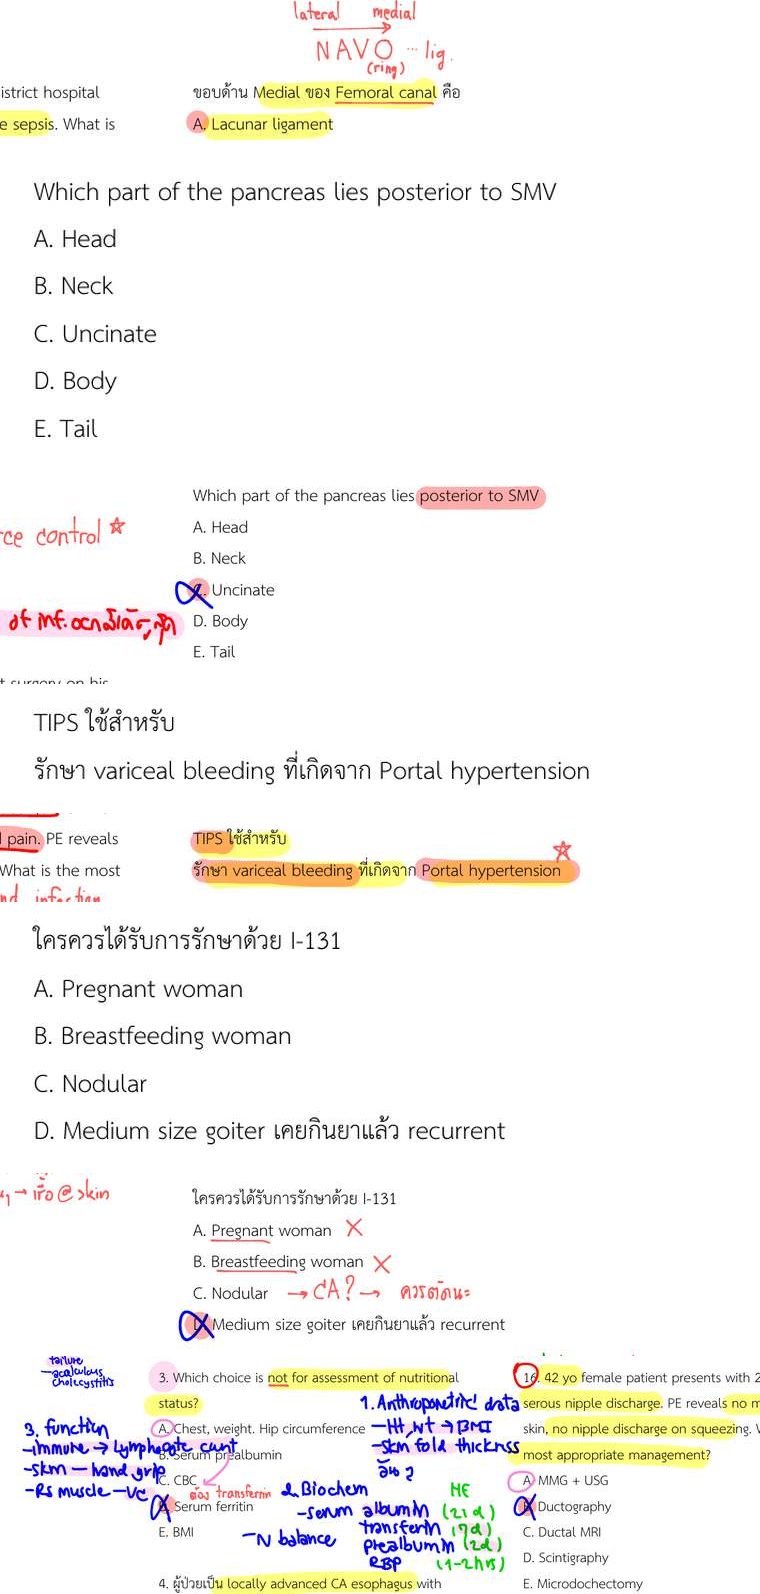 lateral medial
NAVO ... lig.
(ring)
istrict hospital
e sepsis. What is
ขอบด้าน Medial ของ Femoral canal คือ
A. Lacunar ligament
Which part of the pancreas lies posterior to SMV
A. Head
B. Neck
C. Uncinate
D. Body
E. Tail
Which part of the pancreas lies posterior to SMV
A. Head
B. Neck
Uncinate
D. Body
E. Tail
rce control
of inf.
t surgery on his
TIPS ใช้สำหรับ
รักษา variceal bleeding ที่เกิดจาก Portal hypertension
pain. PE reveals
What is the most
nd infection
TIPS ใช้สำหรับ
รักษา variceal bleeding ที่เกิดจาก Portal hypertension
ใครควรได้รับการรักษาด้วย I-131
A. Pregnant woman
B. Breastfeeding woman
C. Nodular
D. Medium size goiter เคยกินยาแล้ว recurrent
@ skin
ใครควรได้รับการรักษาด้วย I-131
A. Pregnant woman
B. Breastfeeding woman
C. Nodular → CA? →
Medium size goiter เคยกินยาแล้ว recurrent
failure
- acalculous
cholecystitis
3. function
- immune → lymphocyte count
- skm - hand grip
- Rs muscle - VC
3. Which choice is not for assessment of nutritional
status?
A. Chest, weight. Hip circumference
B. Serum prealbumin
C. CBC
ต้อง transferrin
Serum ferritin
E. BMI
4. ผู้ป่วยเป็น locally advanced CA esophagus with
1. Anthropometric data
- Ht, wt → BMI
- skin fold thickness
อื่น ๆ
2. Biochem
- serum albumin (21 d)
transferrin (7d)
prealbumin (2d)
RBP (1-2 hrs)
- N balance
16. 42 yo female patient presents with 2
serous nipple discharge. PE reveals no m
skin, no nipple discharge on squeezing. W
most appropriate management?
A. MMG + USG
Ductography
C. Ductal MRI
D. Scintigraphy
E. Microdochectomy